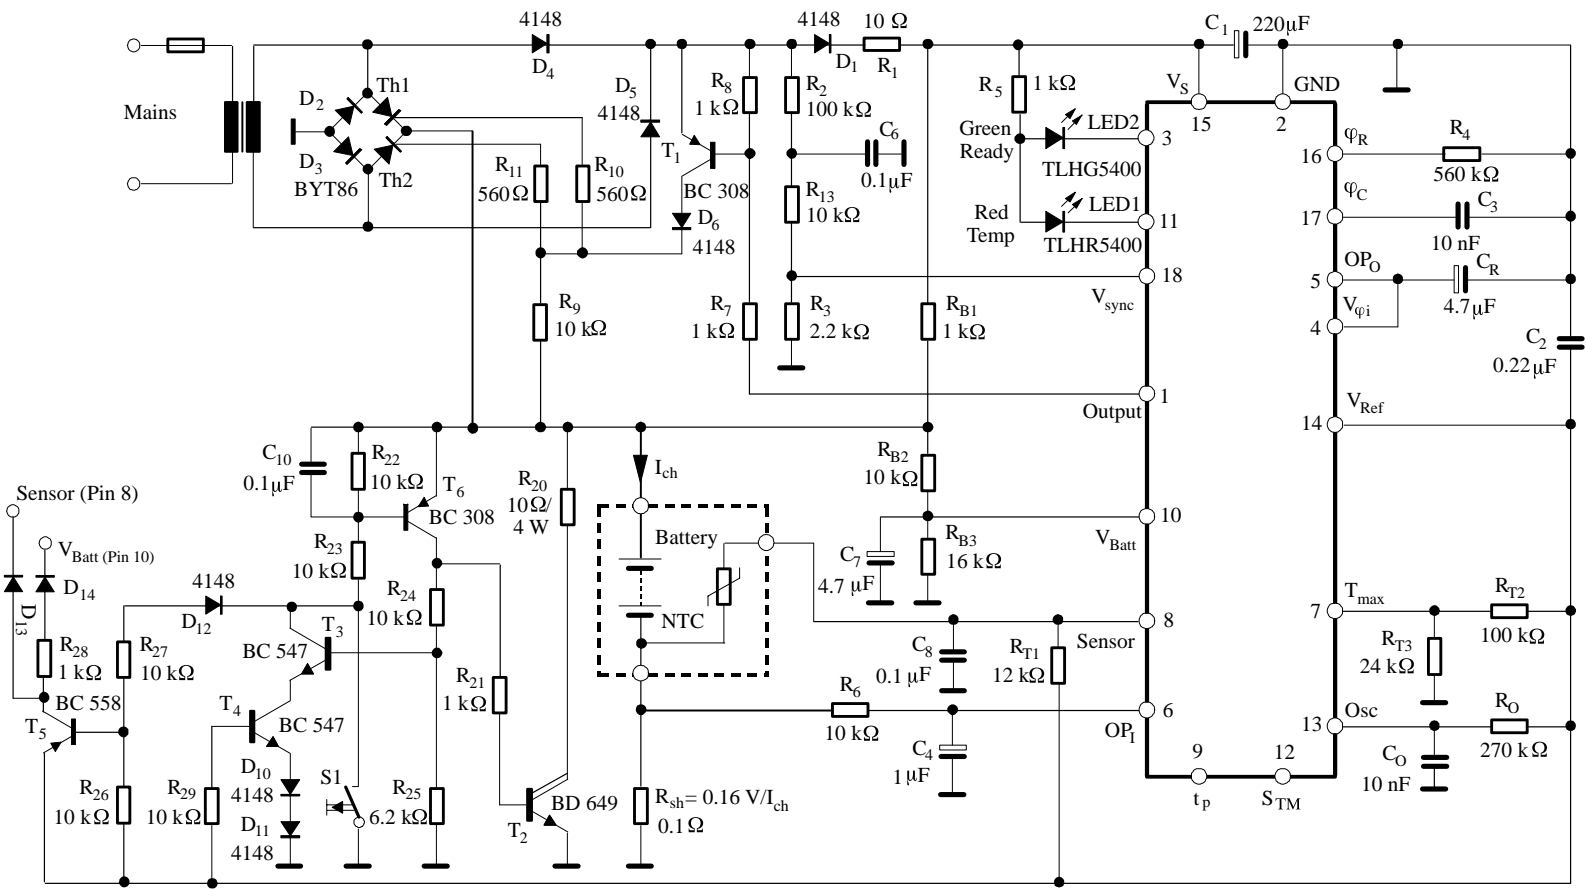 4148
D4
4148
10 Ω
D1
R1
C1
220μF
Mains
D2
Th1
D3
BYT86
Th2
D5
4148
R8
1 kΩ
R2
100 kΩ
R5
1 kΩ
VS
GND
15
2
Green
Ready
LED2
TLHG5400
3
Red
Temp
LED1
TLHR5400
11
C6
0.1μF
T1
BC 308
D6
4148
R11
560Ω
R10
560Ω
R13
10 kΩ
18
Vsync
16
φR
R4
560 kΩ
17
φC
C3
10 nF
5
OPO
CR
4.7μF
4
Vφi
R9
10 kΩ
R7
1 kΩ
R3
2.2 kΩ
RB1
1 kΩ
C2
0.22μF
1
Output
14
VRef
C10
0.1μF
R22
10 kΩ
T6
BC 308
R20
10Ω/
4 W
Ich
RB2
10 kΩ
10
VBatt
Sensor (Pin 8)
VBatt (Pin 10)
D13
D14
4148
D12
R23
10 kΩ
R24
10 kΩ
Battery
NTC
C7
4.7 μF
RB3
16 kΩ
8
Sensor
7
Tmax
RT2
100 kΩ
RT3
24 kΩ
R28
1 kΩ
R27
10 kΩ
BC 547
T3
R21
1 kΩ
C8
0.1 μF
RT1
12 kΩ
R6
10 kΩ
6
OPI
13
Osc
RO
270 kΩ
CO
10 nF
BC 558
T5
T4
BC 547
C4
1μF
9
tp
12
STM
R26
10 kΩ
R29
10 kΩ
D10
4148
D11
4148
S1
R25
6.2 kΩ
T2
BD 649
Rsh= 0.16 V/Ich
0.1Ω